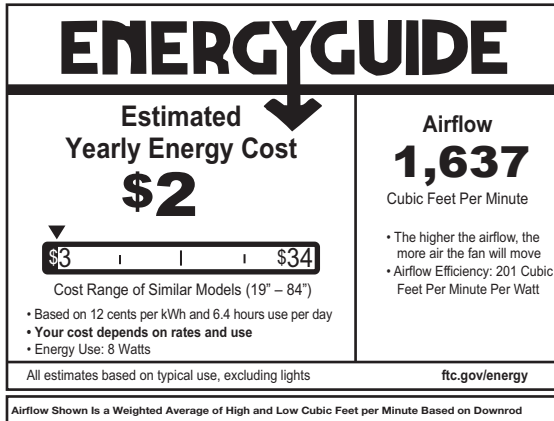 ENERGYGUIDE
Estimated
Yearly Energy Cost
$2
$3 $34
Cost Range of Similar Models (19” – 84”)
• Based on 12 cents per kWh and 6.4 hours use per day
• Your cost depends on rates and use
• Energy Use: 8 Watts
Airflow
1,637
Cubic Feet Per Minute
• The higher the airflow, the
more air the fan will move
• Airflow Efficiency: 201 Cubic
Feet Per Minute Per Watt
All estimates based on typical use, excluding lights
ftc.gov/energy
Airflow Shown Is a Weighted Average of High and Low Cubic Feet per Minute Based on Downrod